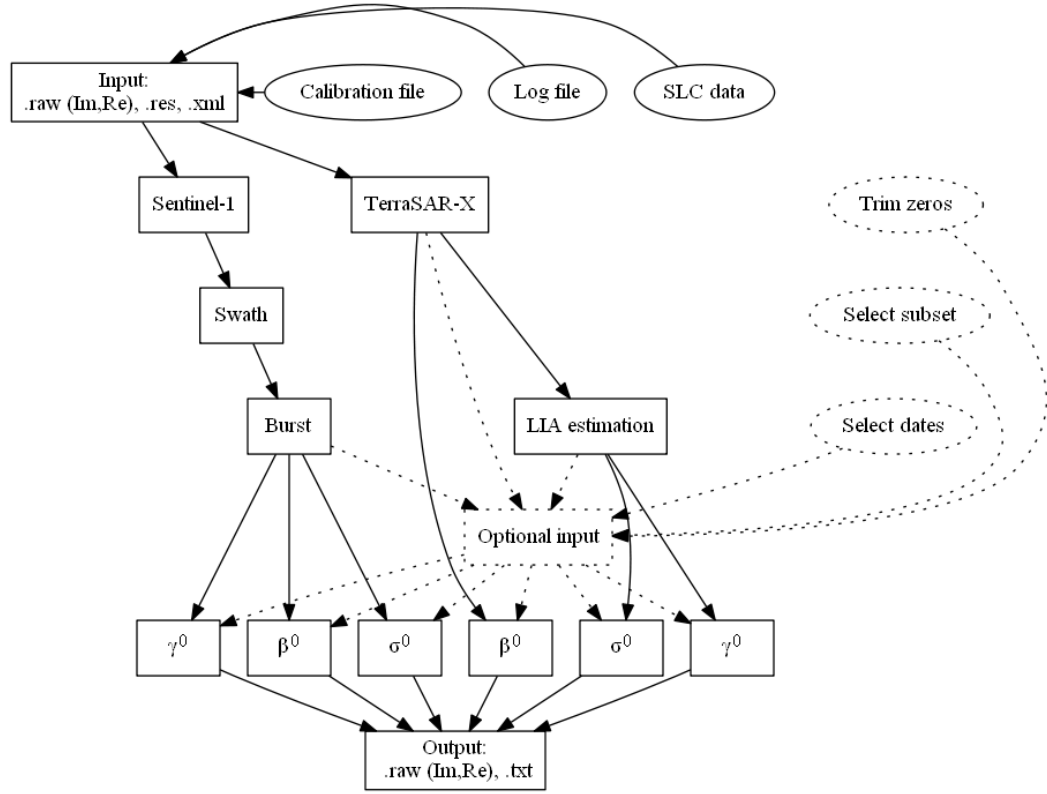 Input:
.raw (Im,Re), .res, .xml
Calibration file
Log file
SLC data
Sentinel-1
TerraSAR-X
Trim zeros
Swath
Select subset
Burst
LIA estimation
Select dates
Optional input
γ⁰
β⁰
σ⁰
β⁰
σ⁰
γ⁰
Output:
.raw (Im,Re), .txt